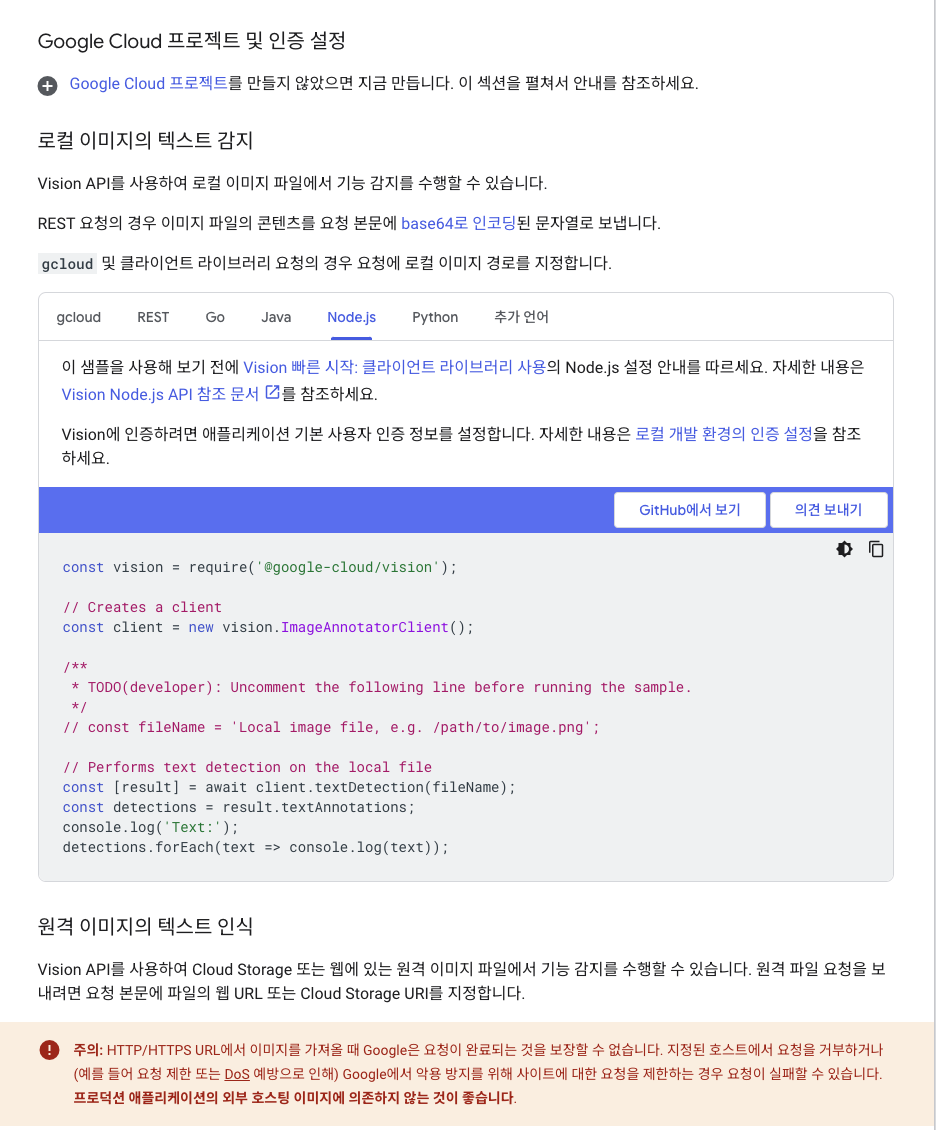 Google Cloud 프로젝트 및 인증 설정
Google Cloud 프로젝트를 만들지 않았으면 지금 만듭니다. 이 섹션을 펼쳐서 안내를 참조하세요.
로컬 이미지의 텍스트 감지
Vision API를 사용하여 로컬 이미지 파일에서 기능 감지를 수행할 수 있습니다.
REST 요청의 경우 이미지 파일의 콘텐츠를 요청 본문에 base64로 인코딩된 문자열로 보냅니다.
gcloud 및 클라이언트 라이브러리 요청의 경우 요청에 로컬 이미지 경로를 지정합니다.
gcloud REST Go Java Node.js Python 추가 언어
이 샘플을 사용해 보기 전에 Vision 빠른 시작: 클라이언트 라이브러리 사용의 Node.js 설정 안내를 따르세요. 자세한 내용은
Vision Node.js API 참조 문서를 참조하세요.
Vision에 인증하려면 애플리케이션 기본 사용자 인증 정보를 설정합니다. 자세한 내용은 로컬 개발 환경의 인증 설정을 참조
하세요.
GitHub에서 보기 의견 보내기
const vision = require('@google-cloud/vision');
// Creates a client
const client = new vision.ImageAnnotatorClient();
/**
 * TODO(developer): Uncomment the following line before running the sample.
 */
// const fileName = 'Local image file, e.g. /path/to/image.png';
// Performs text detection on the local file
const [result] = await client.textDetection(fileName);
const detections = result.textAnnotations;
console.log('Text:');
detections.forEach(text => console.log(text));
원격 이미지의 텍스트 인식
Vision API를 사용하여 Cloud Storage 또는 웹에 있는 원격 이미지 파일에서 기능 감지를 수행할 수 있습니다. 원격 파일 요청을 보
내려면 요청 본문에 파일의 웹 URL 또는 Cloud Storage URI를 지정합니다.
주의: HTTP/HTTPS URL에서 이미지를 가져올 때 Google은 요청이 완료되는 것을 보장할 수 없습니다. 지정된 호스트에서 요청을 거부하거나
(예를 들어 요청 제한 또는 DoS 예방으로 인해) Google에서 악용 방지를 위해 사이트에 대한 요청을 제한하는 경우 요청이 실패할 수 있습니다.
프로덕션 애플리케이션의 외부 호스팅 이미지에 의존하지 않는 것이 좋습니다.